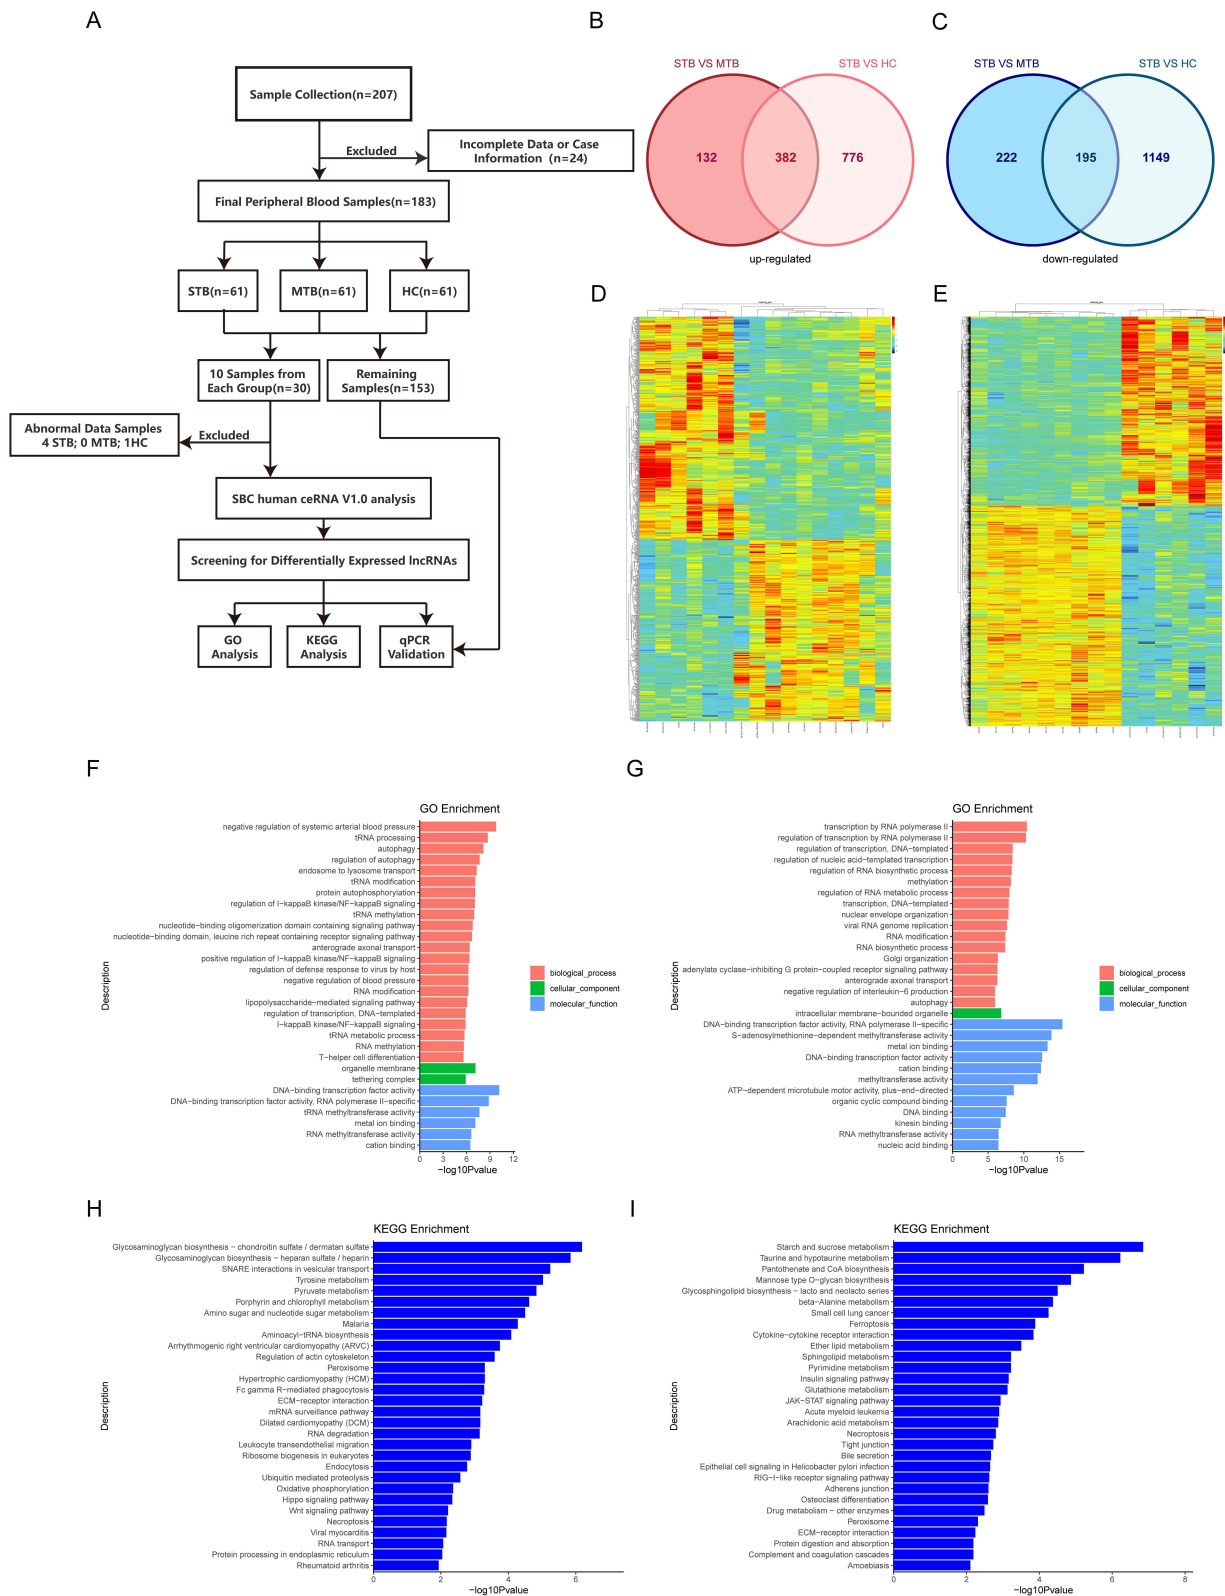 A
Sample Collection(n=207)
Excluded
Incomplete Data or Case
Information (n=24)
Final Peripheral Blood Samples(n=183)
STB(n=61)
MTB(n=61)
HC(n=61)
10 Samples from
Each Group(n=30)
Remaining
Samples(n=153)
Abnormal Data Samples
4 STB; 0 MTB; 1HC
Excluded
SBC human ceRNA V1.0 analysis
Screening for Differentially Expressed lncRNAs
GO
Analysis
KEGG
Analysis
qPCR
Validation
B
STB VS MTB
STB VS HC
132
382
776
up-regulated
C
STB VS MTB
STB VS HC
222
195
1149
down-regulated
D
E
F
GO Enrichment
Description
negative regulation of systemic arterial blood pressure
tRNA processing
autophagy
regulation of autophagy
endosome to lysosome transport
tRNA modification
protein autophosphorylation
regulation of I−kappaB kinase/NF−kappaB signaling
tRNA methylation
nucleotide−binding oligomerization domain containing signaling pathway
nucleotide−binding domain, leucine rich repeat containing receptor signaling pathway
anterograde axonal transport
positive regulation of I−kappaB kinase/NF−kappaB signaling
regulation of defense response to virus by host
negative regulation of blood pressure
RNA modification
lipopolysaccharide−mediated signaling pathway
regulation of transcription, DNA−templated
I−kappaB kinase/NF−kappaB signaling
tRNA metabolic process
RNA methylation
T−helper cell differentiation
organelle membrane
tethering complex
DNA−binding transcription factor activity
DNA−binding transcription factor activity, RNA polymerase II−specific
tRNA methyltransferase activity
metal ion binding
RNA methyltransferase activity
cation binding
0 3 6 9 12
−log10Pvalue
biological_process
cellular_component
molecular_function
G
GO Enrichment
Description
transcription by RNA polymerase II
regulation of transcription by RNA polymerase II
regulation of transcription, DNA−templated
regulation of nucleic acid−templated transcription
regulation of RNA biosynthetic process
methylation
regulation of RNA metabolic process
transcription, DNA−templated
nuclear envelope organization
viral RNA genome replication
RNA modification
RNA biosynthetic process
Golgi organization
adenylate cyclase−inhibiting G protein−coupled receptor signaling pathway
anterograde axonal transport
negative regulation of interleukin−6 production
autophagy
intracellular membrane−bounded organelle
DNA−binding transcription factor activity, RNA polymerase II−specific
S−adenosylmethionine−dependent methyltransferase activity
metal ion binding
DNA−binding transcription factor activity
cation binding
methyltransferase activity
ATP−dependent microtubule motor activity, plus−end−directed
organic cyclic compound binding
DNA binding
kinesin binding
RNA methyltransferase activity
nucleic acid binding
0 5 10 15
−log10Pvalue
biological_process
cellular_component
molecular_function
H
KEGG Enrichment
Description
Glycosaminoglycan biosynthesis − chondroitin sulfate / dermatan sulfate
Glycosaminoglycan biosynthesis − heparan sulfate / heparin
SNARE interactions in vesicular transport
Tyrosine metabolism
Pyruvate metabolism
Porphyrin and chlorophyll metabolism
Amino sugar and nucleotide sugar metabolism
Malaria
Aminoacyl−tRNA biosynthesis
Arrhythmogenic right ventricular cardiomyopathy (ARVC)
Regulation of actin cytoskeleton
Peroxisome
Hypertrophic cardiomyopathy (HCM)
Fc gamma R−mediated phagocytosis
ECM−receptor interaction
mRNA surveillance pathway
Dilated cardiomyopathy (DCM)
RNA degradation
Leukocyte transendothelial migration
Ribosome biogenesis in eukaryotes
Endocytosis
Ubiquitin mediated proteolysis
Oxidative phosphorylation
Hippo signaling pathway
Wnt signaling pathway
Necroptosis
Viral myocarditis
RNA transport
Protein processing in endoplasmic reticulum
Rheumatoid arthritis
0 2 4 6
−log10Pvalue
I
KEGG Enrichment
Description
Starch and sucrose metabolism
Taurine and hypotaurine metabolism
Pantothenate and CoA biosynthesis
Mannose type O−glycan biosynthesis
Glycosphingolipid biosynthesis − lacto and neolacto series
beta−Alanine metabolism
Small cell lung cancer
Ferroptosis
Cytokine−cytokine receptor interaction
Ether lipid metabolism
Sphingolipid metabolism
Pyrimidine metabolism
Insulin signaling pathway
Glutathione metabolism
JAK−STAT signaling pathway
Acute myeloid leukemia
Arachidonic acid metabolism
Necroptosis
Tight junction
Bile secretion
Epithelial cell signaling in Helicobacter pylori infection
RIG−I−like receptor signaling pathway
Adherens junction
Osteoclast differentiation
Drug metabolism − other enzymes
Peroxisome
ECM−receptor interaction
Protein digestion and absorption
Complement and coagulation cascades
Amoebiasis
0 2 4 6 8
−log10Pvalue